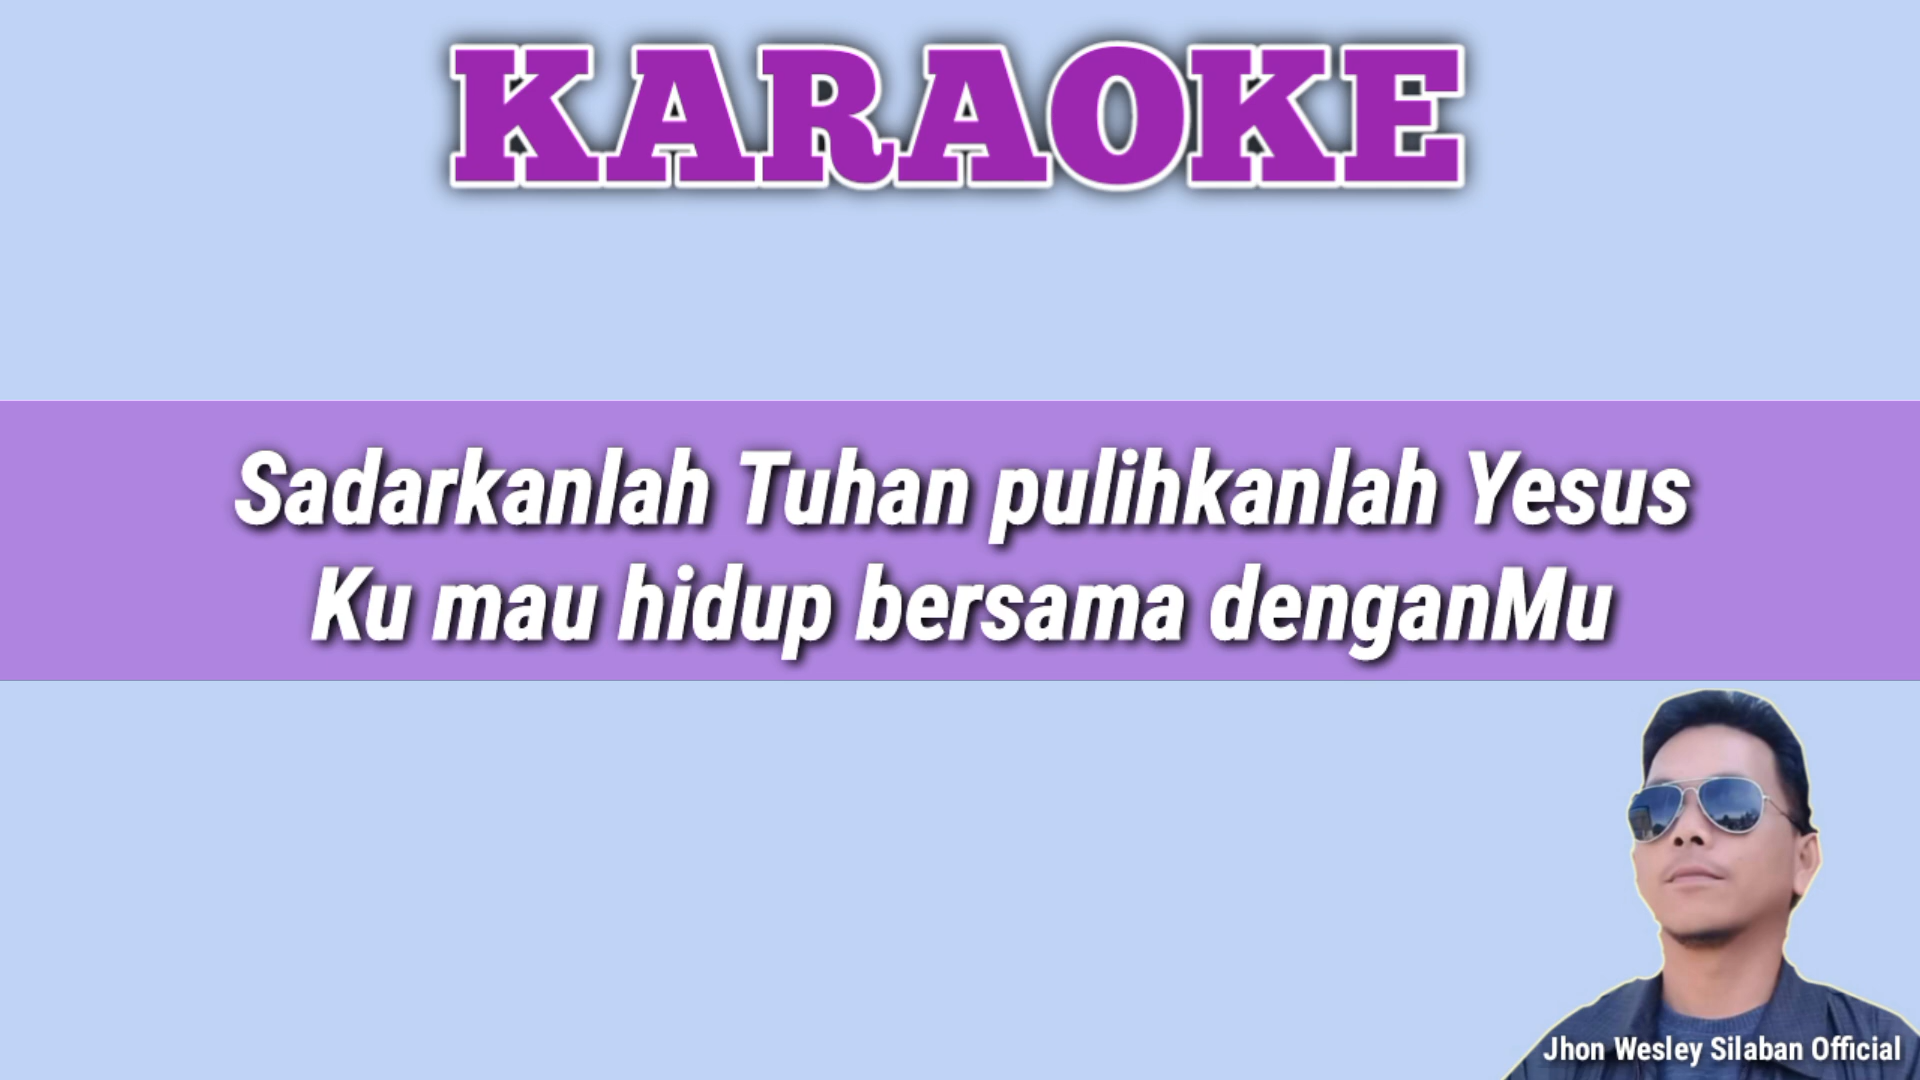 KARAOKE
Sadarkanlah Tuhan pulihkanlah Yesus
Ku mau hidup bersama denganMu
Jhon Wesley Silaban Official